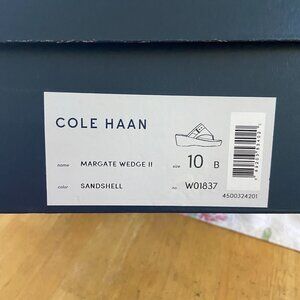 COLE HAAN
name MARGATE WEDGE II size 10 B
color SANDSHELL no. W01837
4500324201